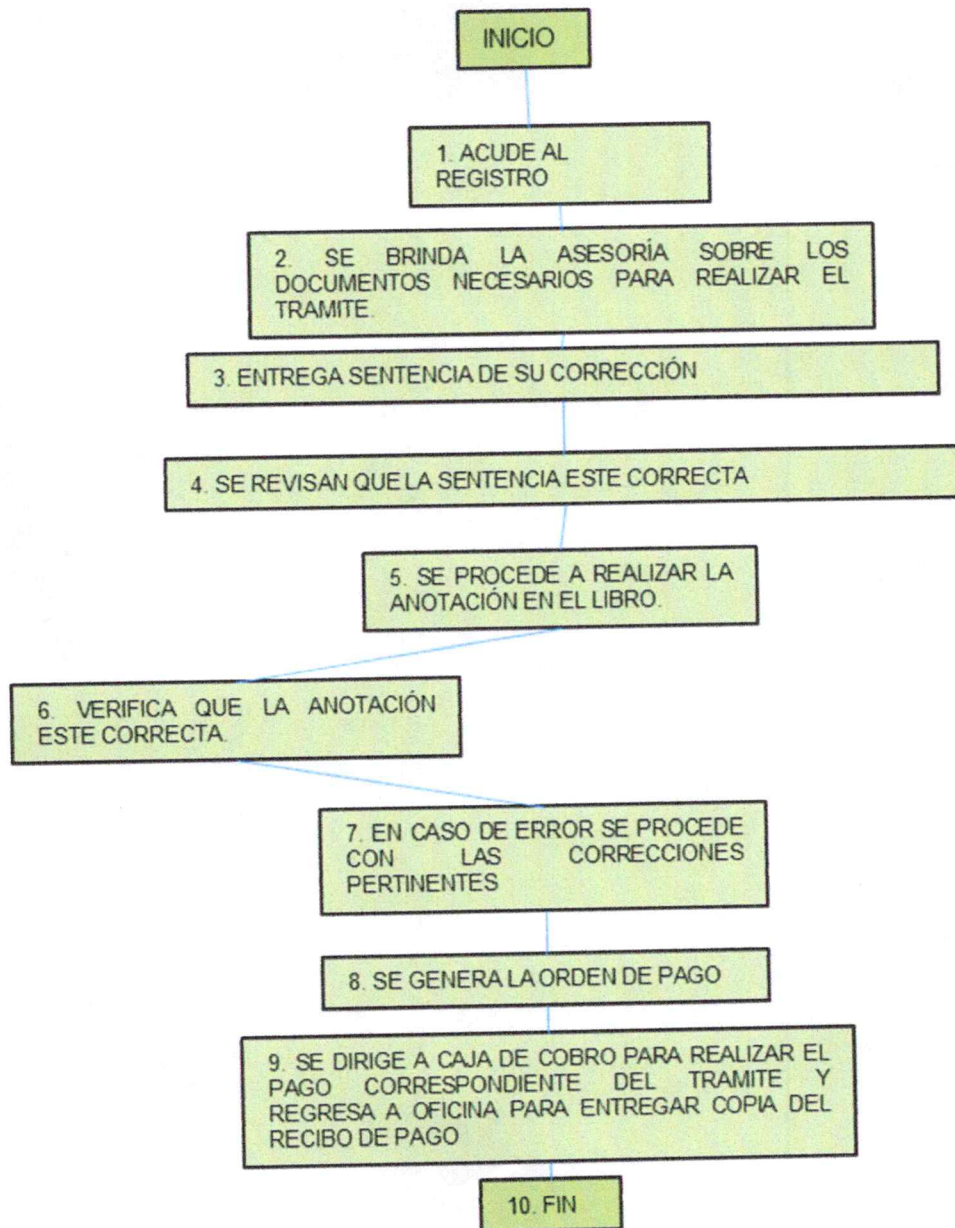 INICIO
1. ACUDE AL
REGISTRO
2. SE BRINDA LA ASESORÍA SOBRE LOS
DOCUMENTOS NECESARIOS PARA REALIZAR EL
TRAMITE.
3. ENTREGA SENTENCIA DE SU CORRECCIÓN
4. SE REVISAN QUE LA SENTENCIA ESTE CORRECTA
5. SE PROCEDE A REALIZAR LA
ANOTACIÓN EN EL LIBRO.
6. VERIFICA QUE LA ANOTACIÓN
ESTE CORRECTA.
7. EN CASO DE ERROR SE PROCEDE
CON LAS CORRECCIONES
PERTINENTES
8. SE GENERA LA ORDEN DE PAGO
9. SE DIRIGE A CAJA DE COBRO PARA REALIZAR EL
PAGO CORRESPONDIENTE DEL TRAMITE Y
REGRESA A OFICINA PARA ENTREGAR COPIA DEL
RECIBO DE PAGO
10. FIN